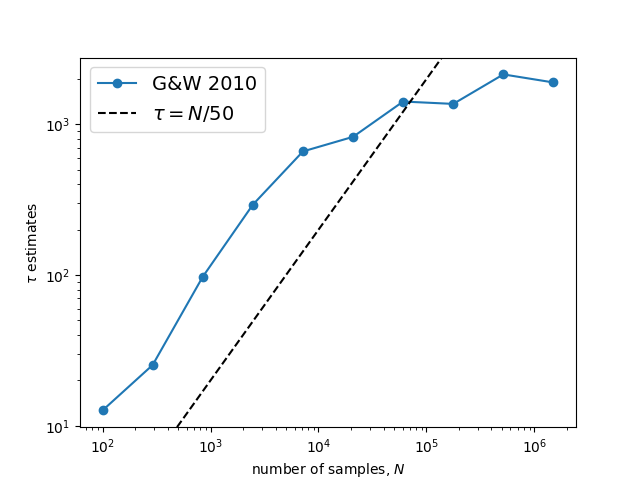 G&W 2010
τ = N/50
10³
10²
10¹
τ estimates
10² 10³ 10⁴ 10⁵ 10⁶
number of samples, N